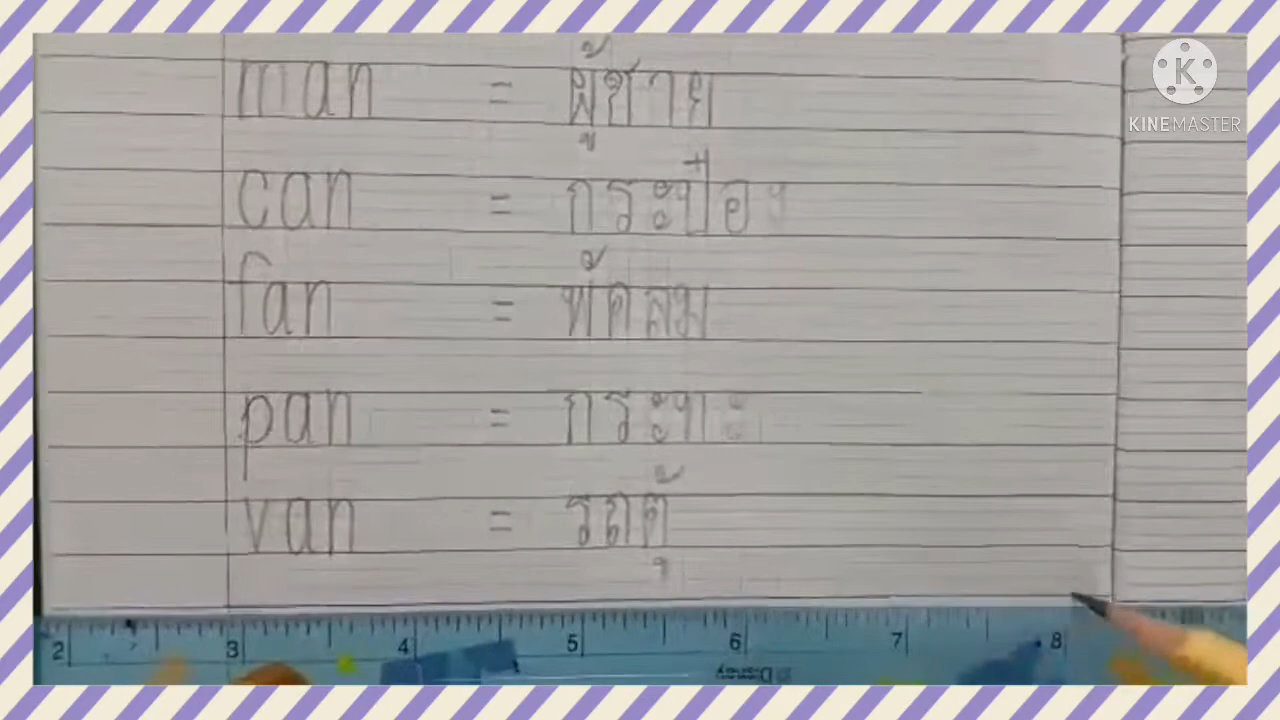 man = ผู้ชาย
can = กระป๋อง
fan = พัดลม
pan = กระทะ
van = รถตู้
KINEMASTER
2 3 4 5 6 7 8
© Disney